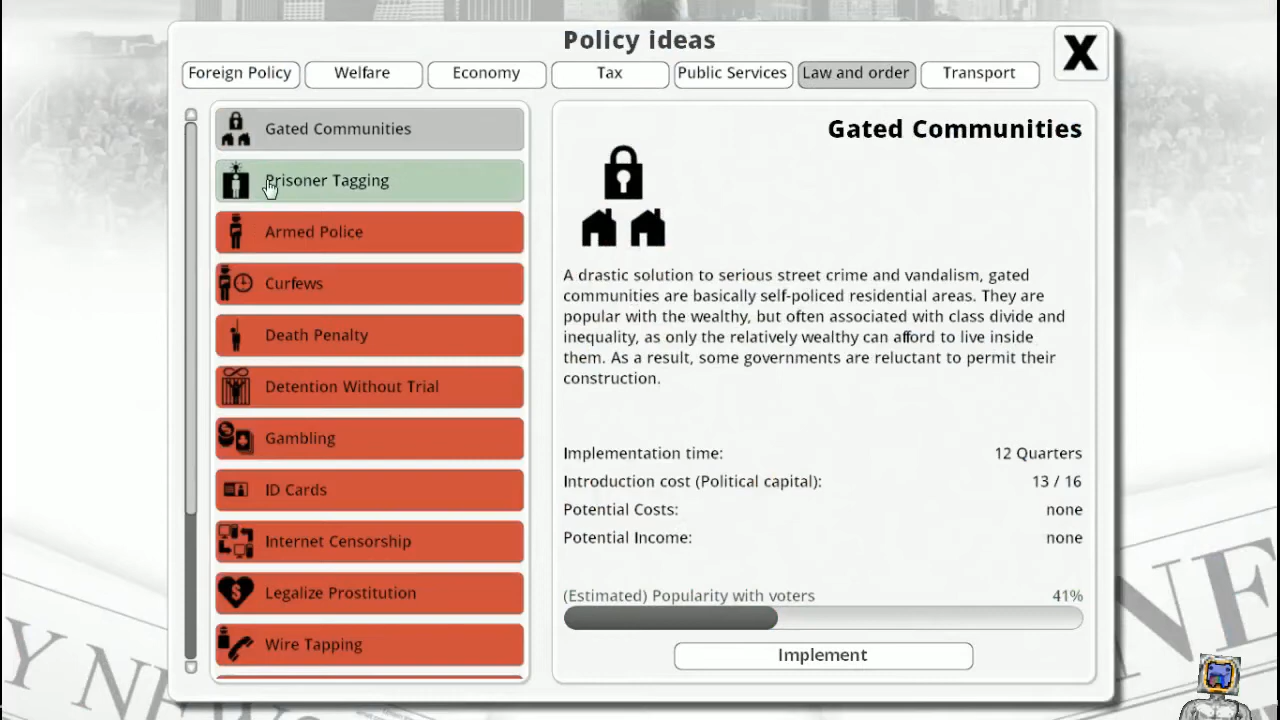 Policy ideas
X
Foreign Policy
Welfare
Economy
Tax
Public Services
Law and order
Transport
Gated Communities
Prisoner Tagging
Armed Police
Curfews
Death Penalty
Detention Without Trial
Gambling
ID Cards
Internet Censorship
Legalize Prostitution
Wire Tapping
Gated Communities
A drastic solution to serious street crime and vandalism, gated
communities are basically self-policed residential areas. They are
popular with the wealthy, but often associated with class divide and
inequality, as only the relatively wealthy can afford to live inside
them. As a result, some governments are reluctant to permit their
construction.
Implementation time: 12 Quarters
Introduction cost (Political capital): 13 / 16
Potential Costs: none
Potential Income: none
(Estimated) Popularity with voters 41%
Implement